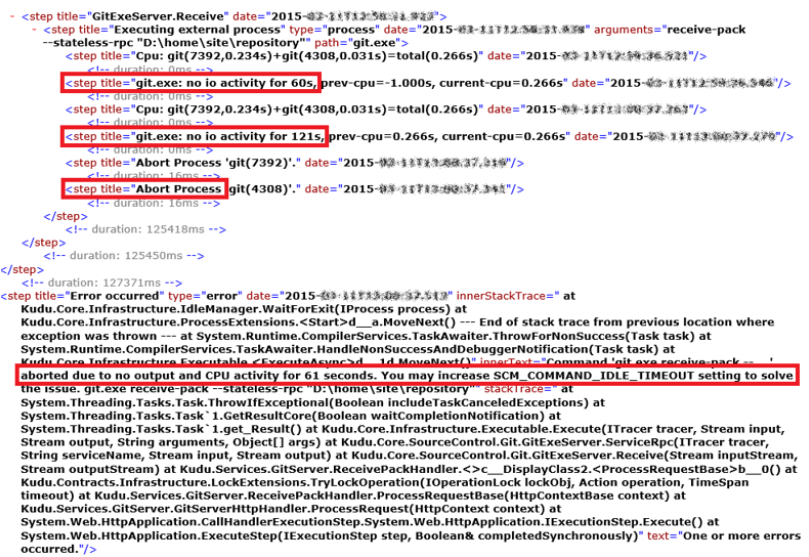 - <step title="GitExeServer.Receive" date="2015-
- <step title="Executing external process" type="process" date="2015- arguments="receive-pack
--stateless-rpc "D:\home\site\repository"" path="git.exe">
<step title="Cpu: git(7392,0.234s)+git(4308,0.031s)=total(0.266s)" date="2015-
<!-- duration: 0ms -->
<step title="git.exe: no io activity for 60s, prev-cpu=-1.000s, current-cpu=0.266s" date="2015-
<!-- duration: 0ms -->
<step title="Cpu: git(7392,0.234s)+git(4308,0.031s)=total(0.266s)" date="2015-
<!-- duration: 0ms -->
<step title="git.exe: no io activity for 121s, prev-cpu=0.266s, current-cpu=0.266s" date="2015-
<!-- duration: 0ms -->
<step title="Abort Process 'git(7392)'." date="2015-
<!-- duration: 16ms -->
<step title="Abort Process 'git(4308)'." date="2015-
<!-- duration: 16ms -->
</step>
<!-- duration: 125418ms -->
</step>
<!-- duration: 125450ms -->
</step>
<!-- duration: 127371ms -->
<step title="Error occurred" type="error" date="2015- innerStackTrace=" at
Kudu.Core.Infrastructure.IdleManager.WaitForExit(IProcess process) at
Kudu.Core.Infrastructure.ProcessExtensions.<Start>d__a.MoveNext() --- End of stack trace from previous location where
exception was thrown --- at System.Runtime.CompilerServices.TaskAwaiter.ThrowForNonSuccess(Task task) at
System.Runtime.CompilerServices.TaskAwaiter.HandleNonSuccessAndDebuggerNotification(Task task) at
Kudu.Core.Infrastructure.Executable.<ExecuteAsync>d__1d.MoveNext()" innerText="Command 'git.exe receive-pack --
aborted due to no output and CPU activity for 61 seconds. You may increase SCM_COMMAND_IDLE_TIMEOUT setting to solve
the issue. git.exe receive-pack --stateless-rpc "D:\home\site\repository"" stackTrace=" at
System.Threading.Tasks.Task.ThrowIfExceptional(Boolean includeTaskCanceledExceptions) at
System.Threading.Tasks.Task`1.GetResultCore(Boolean waitCompletionNotification) at
System.Threading.Tasks.Task`1.get_Result() at Kudu.Core.Infrastructure.Executable.Execute(ITracer tracer, Stream input,
Stream output, String arguments, Object[] args) at Kudu.Core.SourceControl.Git.GitExeServer.ServiceRpc(ITracer tracer,
String serviceName, Stream input, Stream output) at Kudu.Core.SourceControl.Git.GitExeServer.Receive(Stream inputStream,
Stream outputStream) at Kudu.Services.GitServer.ReceivePackHandler.<>c__DisplayClass2.<ProcessRequestBase>b__0() at
Kudu.Contracts.Infrastructure.LockExtensions.TryLockOperation(IOperationLock lockObj, Action operation, TimeSpan
timeout) at Kudu.Services.GitServer.ReceivePackHandler.ProcessRequestBase(HttpContextBase context) at
Kudu.Services.GitServer.GitServerHttpHandler.ProcessRequest(HttpContext context) at
System.Web.HttpApplication.CallHandlerExecutionStep.System.Web.HttpApplication.IExecutionStep.Execute() at
System.Web.HttpApplication.ExecuteStep(IExecutionStep step, Boolean& completedSynchronously)" text="One or more errors
occurred."/>